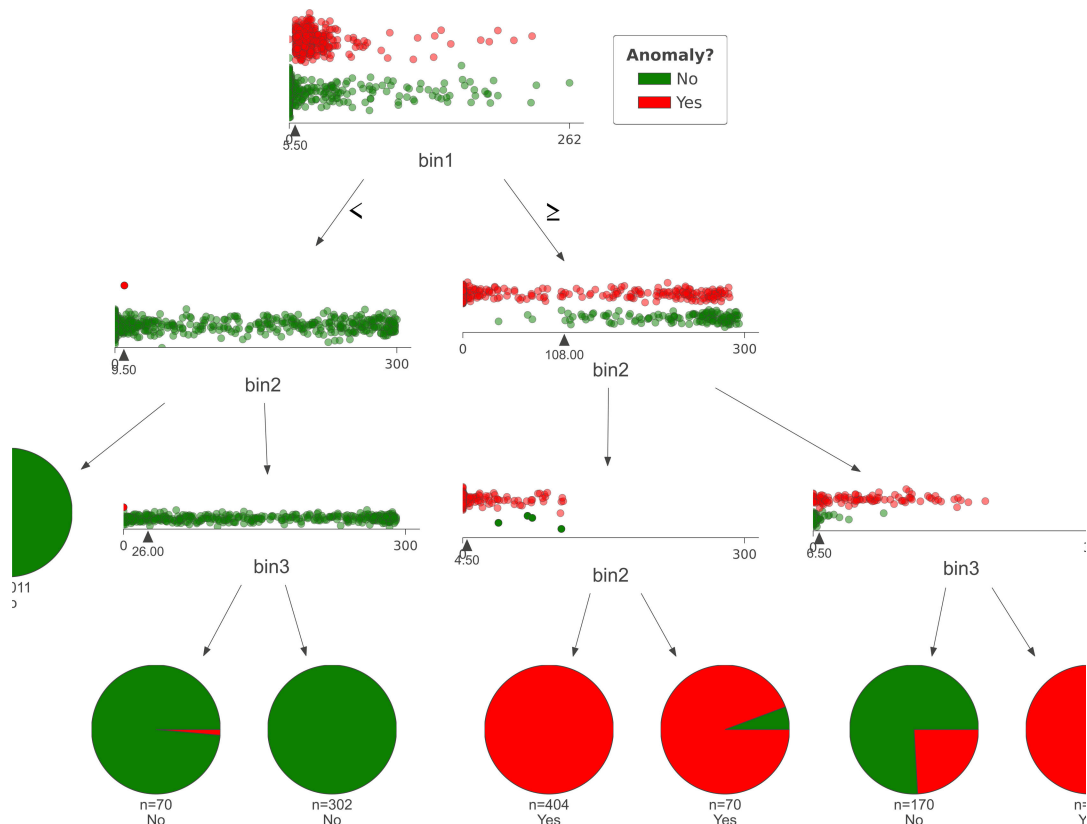 Anomaly?
No
Yes
0 262
5.50
bin1
< ≥
0 300
9.50
bin2
0 300
108.00
bin2
0 300
26.00
bin3
0 300
4.50
bin2
0
6.50
bin3
011
n=70
No
n=302
No
n=404
Yes
n=70
Yes
n=170
No
n=